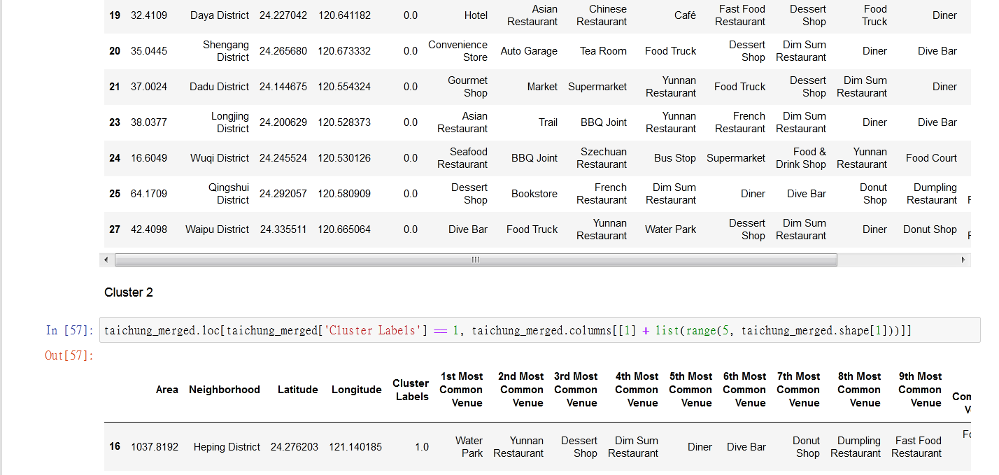 19 32.4109 Daya District 24.227042 120.641182 0.0 Hotel Asian Restaurant Chinese Restaurant Café Fast Food Restaurant Dessert Shop Food Truck Diner
20 35.0445 Shengang District 24.265680 120.673332 0.0 Convenience Store Auto Garage Tea Room Food Truck Dessert Shop Dim Sum Restaurant Diner Dive Bar
21 37.0024 Dadu District 24.144675 120.554324 0.0 Gourmet Shop Market Supermarket Yunnan Restaurant Food Truck Dessert Shop Dim Sum Restaurant Diner
23 38.0377 Longjing District 24.200629 120.528373 0.0 Asian Restaurant Trail BBQ Joint Yunnan Restaurant French Restaurant Dim Sum Restaurant Diner Dive Bar
24 16.6049 Wuqi District 24.245524 120.530126 0.0 Seafood Restaurant BBQ Joint Szechuan Restaurant Bus Stop Supermarket Food & Drink Shop Yunnan Restaurant Food Court
25 64.1709 Qingshui District 24.292057 120.580909 0.0 Dessert Shop Bookstore French Restaurant Dim Sum Restaurant Diner Dive Bar Donut Shop Dumpling Restaurant
27 42.4098 Waipu District 24.335511 120.665064 0.0 Dive Bar Food Truck Yunnan Restaurant Water Park Dessert Shop Dim Sum Restaurant Diner Donut Shop
Cluster 2
In [57]: taichung_merged.loc[taichung_merged['Cluster Labels'] == 1, taichung_merged.columns[[1] + list(range(5, taichung_merged.shape[1]))]]
Out[57]:
Area Neighborhood Latitude Longitude Cluster Labels 1st Most Common Venue 2nd Most Common Venue 3rd Most Common Venue 4th Most Common Venue 5th Most Common Venue 6th Most Common Venue 7th Most Common Venue 8th Most Common Venue 9th Most Common Venue
16 1037.8192 Heping District 24.276203 121.140185 1.0 Water Park Yunnan Restaurant Dessert Shop Dim Sum Restaurant Diner Dive Bar Donut Shop Dumpling Restaurant Fast Food Restaurant